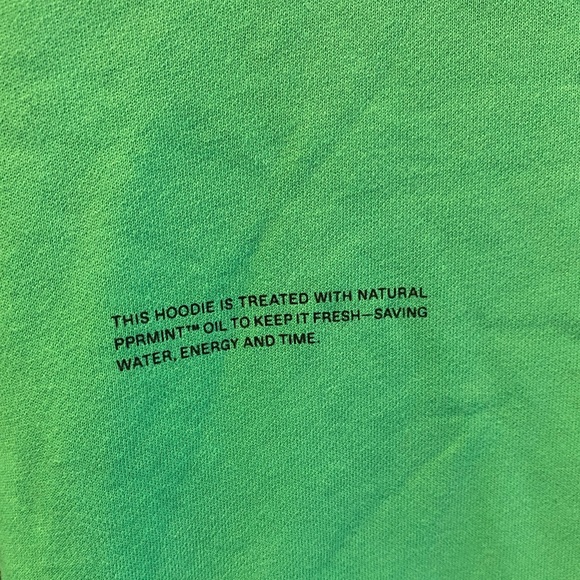 THIS HOODIE IS TREATED WITH NATURAL
PPRMINT™ OIL TO KEEP IT FRESH—SAVING
WATER, ENERGY AND TIME.